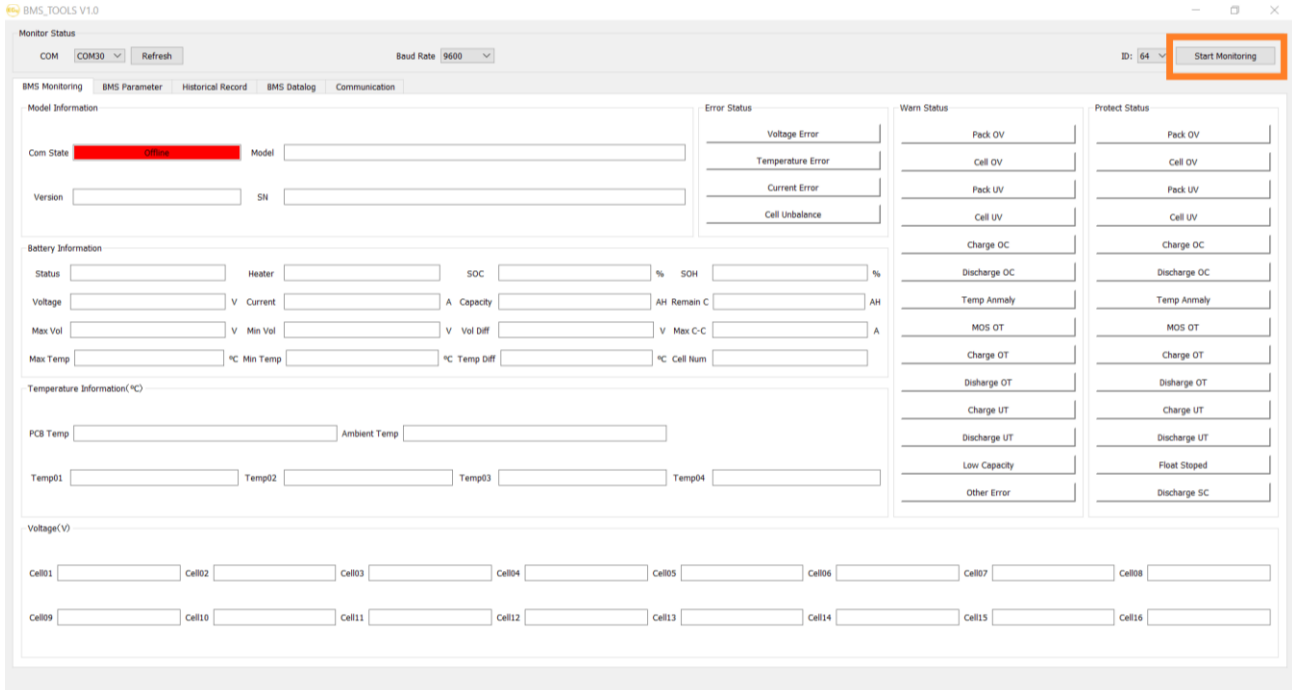 BMS_TOOLS V1.0
Monitor Status
COM COM30 Refresh Baud Rate 9600 ID: 64 Start Monitoring
BMS Monitoring BMS Parameter Historical Record BMS Datalog Communication
Model Information
Com State Offline Model
Version SN
Error Status
Voltage Error
Temperature Error
Current Error
Cell Unbalance
Warn Status
Pack OV
Cell OV
Pack UV
Cell UV
Charge OC
Discharge OC
Temp Anmaly
MOS OT
Charge OT
Disharge OT
Charge UT
Discharge UT
Low Capacity
Other Error
Protect Status
Pack OV
Cell OV
Pack UV
Cell UV
Charge OC
Discharge OC
Temp Anmaly
MOS OT
Charge OT
Disharge OT
Charge UT
Discharge UT
Float Stoped
Discharge SC
Battery Information
Status Heater SOC % SOH %
Voltage V Current A Capacity AH Remain C AH
Max Vol V Min Vol V Vol Diff V Max C-C A
Max Temp ℃ Min Temp ℃ Temp Diff ℃ Cell Num
Temperature Information(℃)
PCB Temp Ambient Temp
Temp01 Temp02 Temp03 Temp04
Voltage(V)
Cell01 Cell02 Cell03 Cell04 Cell05 Cell06 Cell07 Cell08
Cell09 Cell10 Cell11 Cell12 Cell13 Cell14 Cell15 Cell16